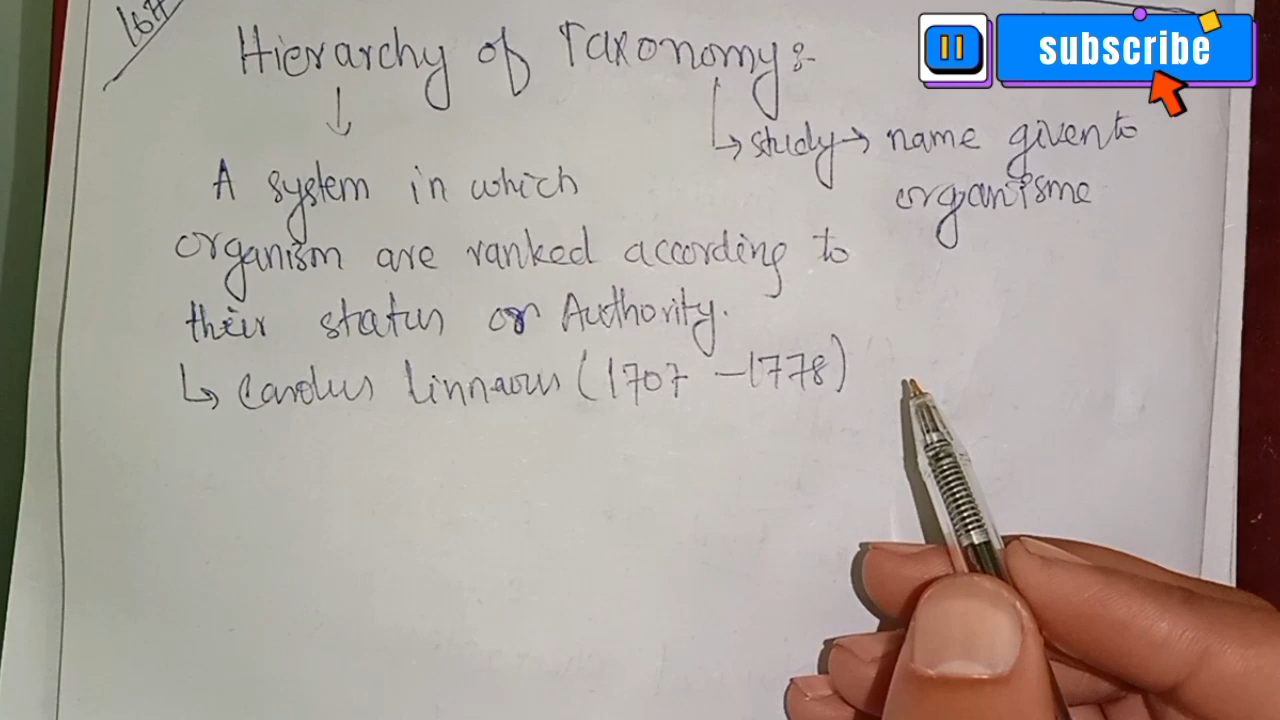 16th
Hierarchy of Taxonomy :-
subscribe
↓
↳ study → name given to
organisme
A system in which
organism are ranked according to
their status or Authority.
↳ Carolus linnaeus (1707 - 1778)